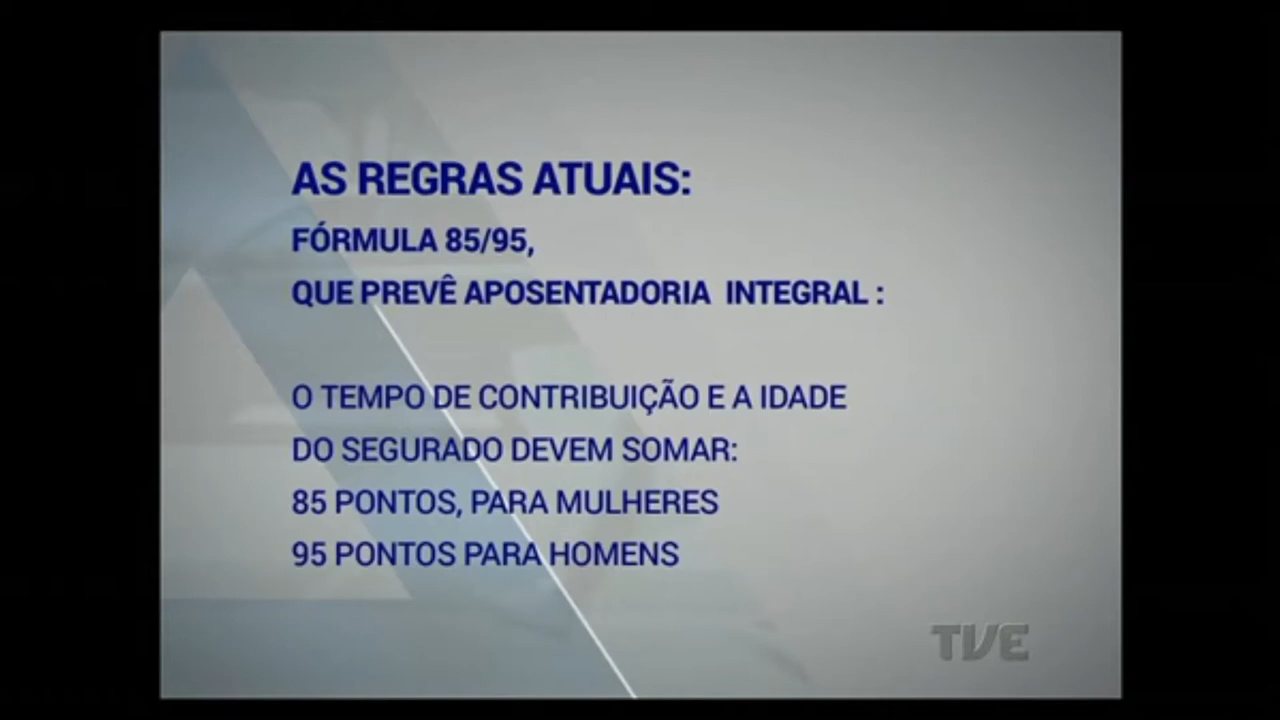 AS REGRAS ATUAIS:
FÓRMULA 85/95,
QUE PREVÊ APOSENTADORIA INTEGRAL :
O TEMPO DE CONTRIBUIÇÃO E A IDADE
DO SEGURADO DEVEM SOMAR:
85 PONTOS, PARA MULHERES
95 PONTOS PARA HOMENS
TVE